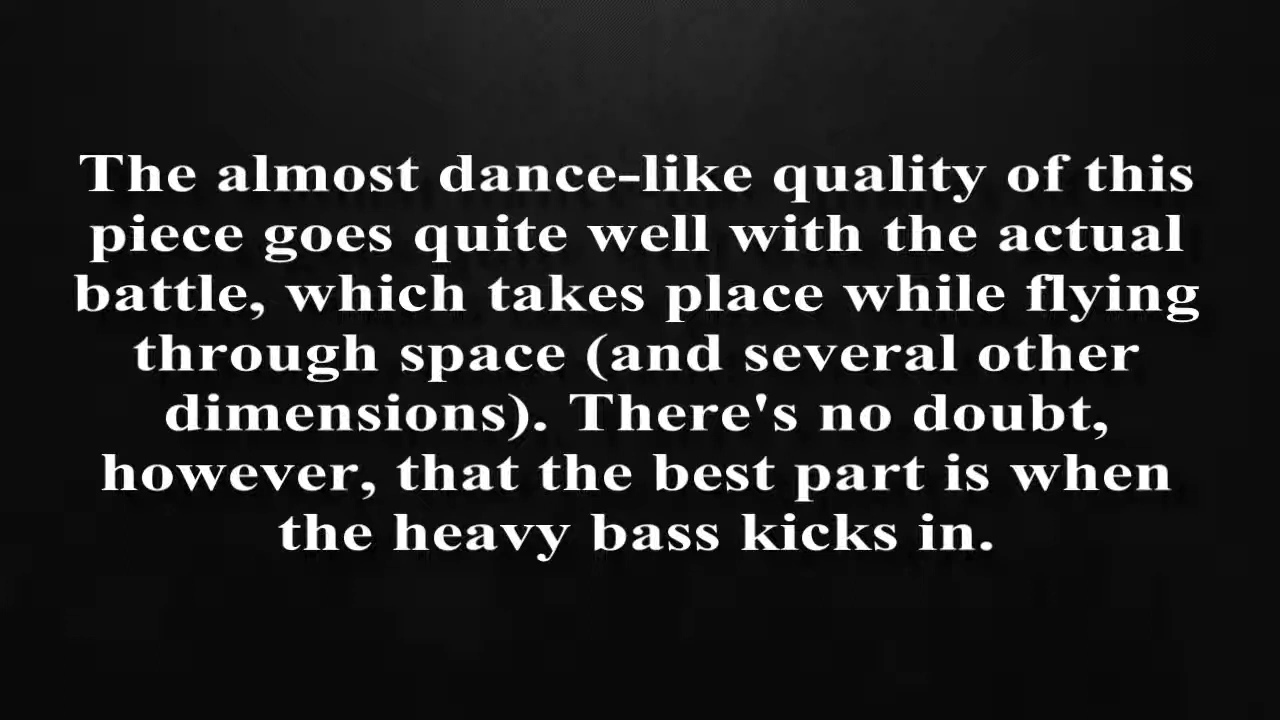 The almost dance-like quality of this
piece goes quite well with the actual
battle, which takes place while flying
through space (and several other
dimensions). There's no doubt,
however, that the best part is when
the heavy bass kicks in.